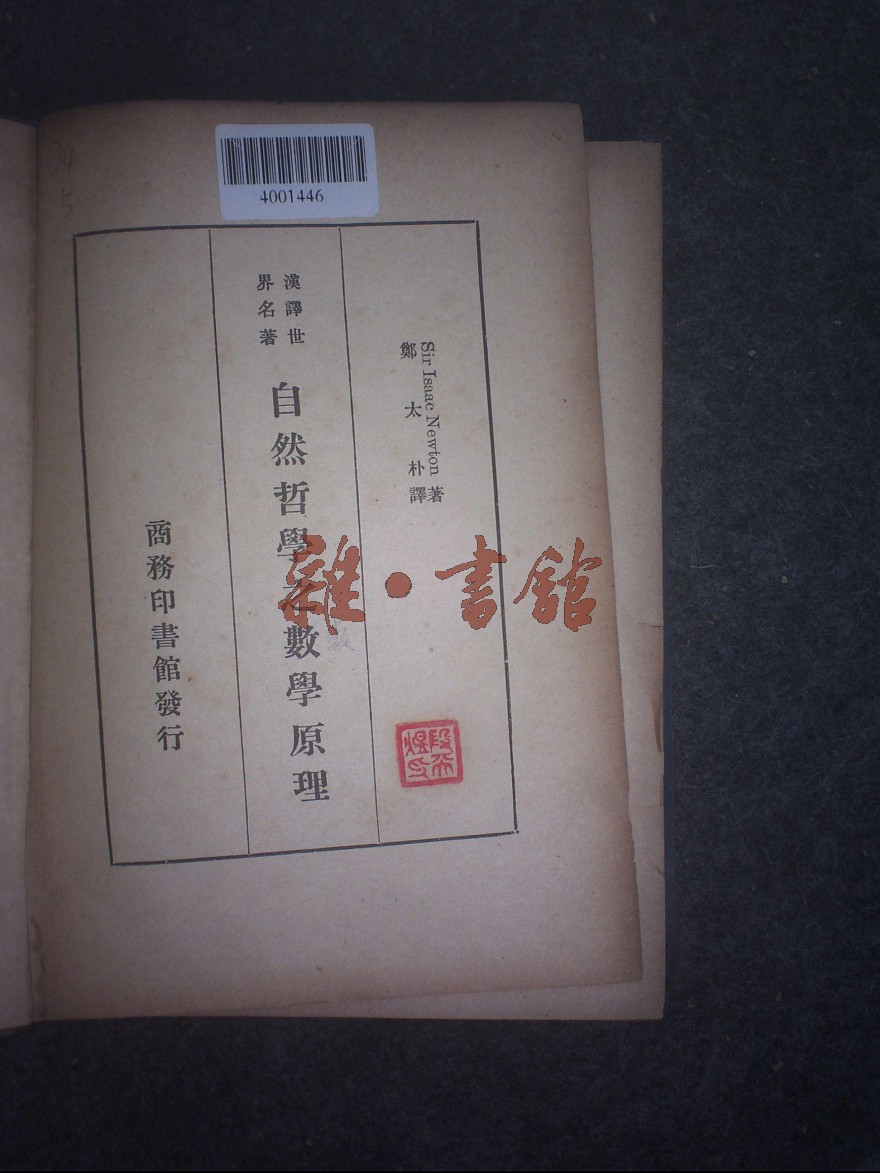 4001446
Sir Isaac Newton 著
鄭太朴譯
漢譯世
界名著
自然哲學之數學原理
商務印書館發行
雜·書館